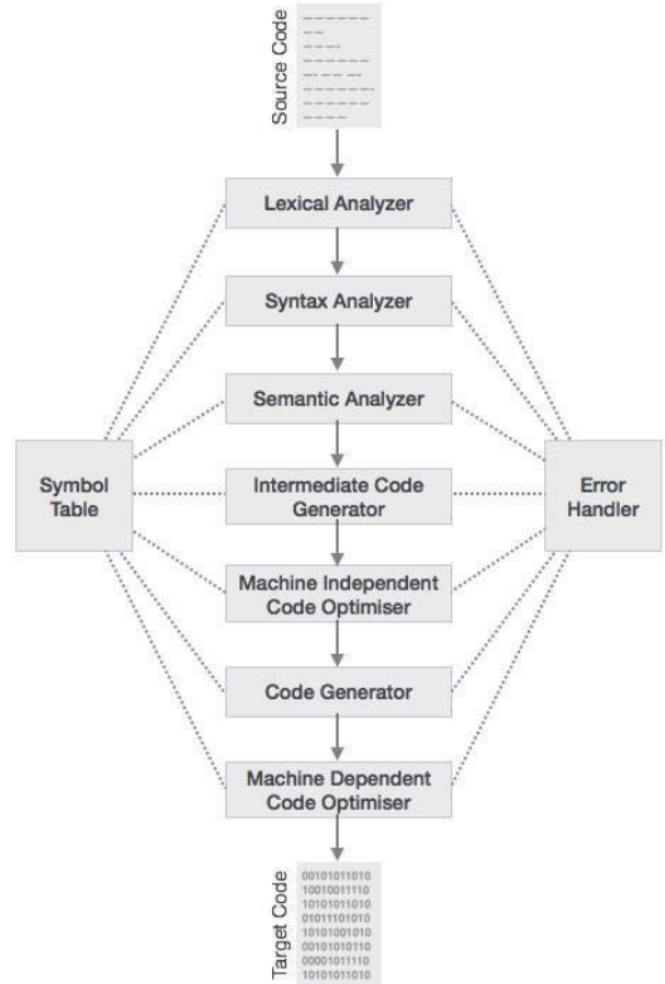 Source Code
Lexical Analyzer
Syntax Analyzer
Semantic Analyzer
Symbol
Table
Intermediate Code
Generator
Error
Handler
Machine Independent
Code Optimiser
Code Generator
Machine Dependent
Code Optimiser
Target Code
00101011010
10010011110
10101011010
01011101010
10101001010
00101010110
00001011110
10101011010